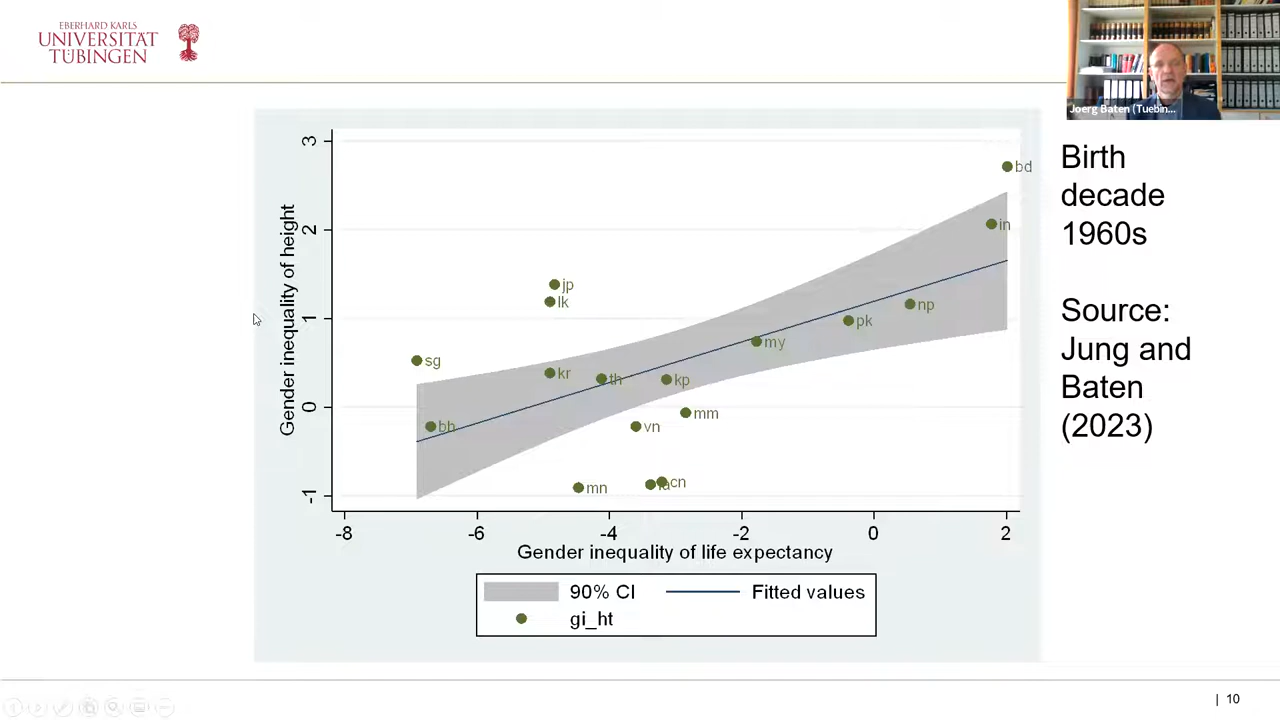 EBERHARD KARLS
UNIVERSITÄT
TÜBINGEN
Joerg Baten (Tuebin...
Birth
decade
1960s
Source:
Jung and
Baten
(2023)
Gender inequality of height
3
2
1
0
-1
bd
in
jp
lk
np
pk
my
sg
kr
th
kp
mm
bb
vn
mn
cn
-8 -6 -4 -2 0 2
Gender inequality of life expectancy
90% CI Fitted values
gi_ht
| 10